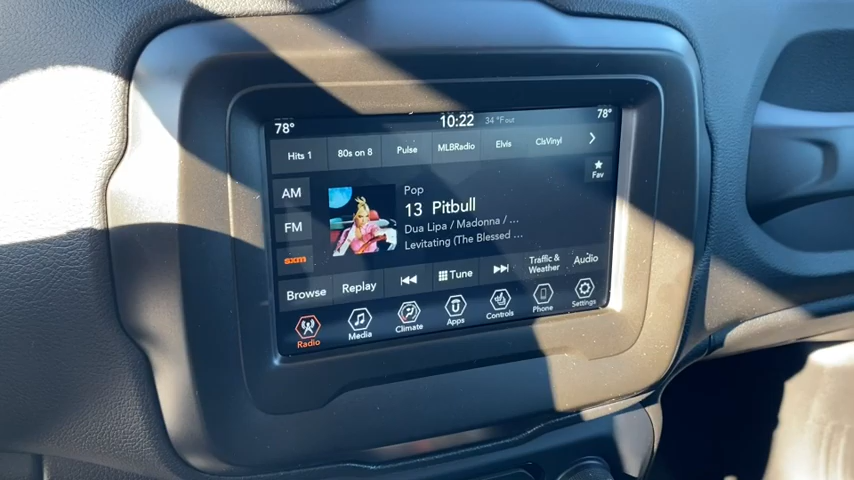 78° 10:22 34 °F out 78°
Hits 1 80s on 8 Pulse MLBRadio Elvis ClsVinyl
Fav
AM
Pop
13 Pitbull
FM
Dua Lipa / Madonna / ...
Levitating (The Blessed ...
sxm
Browse Replay Tune Traffic & Weather Audio
Radio Media Climate Apps Controls Phone Settings